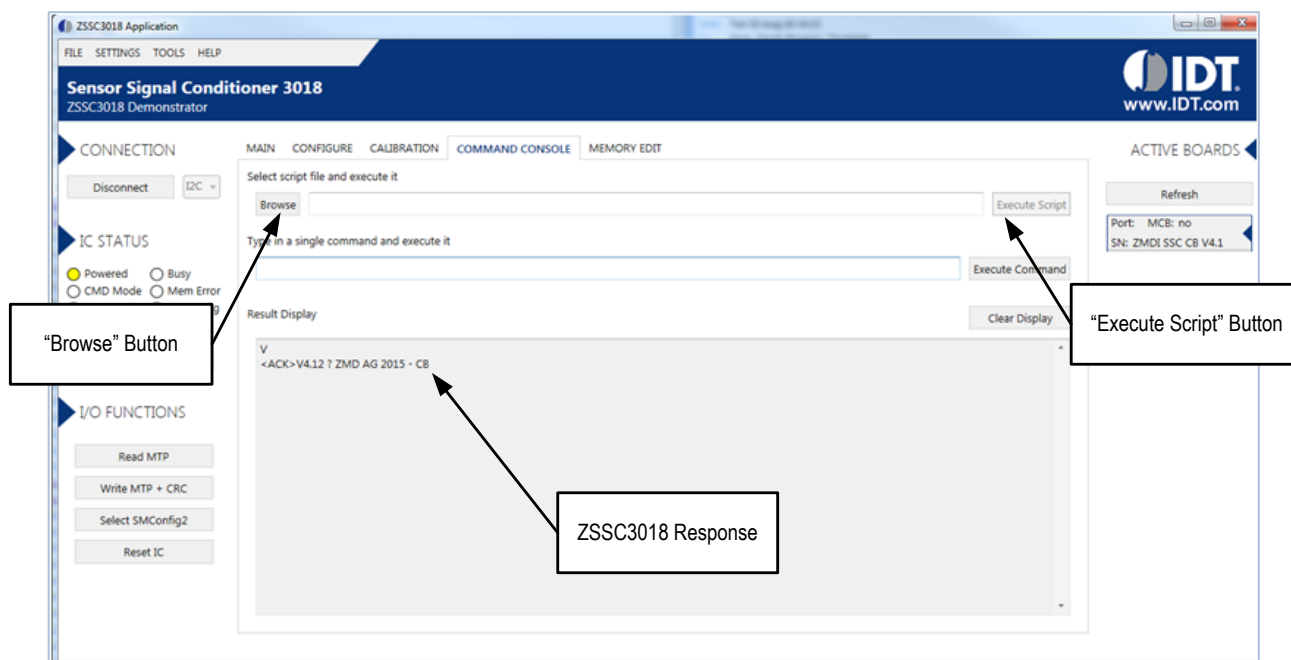 ZSSC3018 Application
FILE SETTINGS TOOLS HELP
Sensor Signal Conditioner 3018
ZSSC3018 Demonstrator
IDT.
www.IDT.com
CONNECTION
Disconnect
I2C
IC STATUS
Powered
Busy
CMD Mode
Mem Error
"Browse" Button
I/O FUNCTIONS
Read MTP
Write MTP + CRC
Select SMConfig2
Reset IC
MAIN CONFIGURE CALIBRATION COMMAND CONSOLE MEMORY EDIT
Select script file and execute it
Browse
Execute Script
Type in a single command and execute it
Execute Command
Result Display
Clear Display
V
<ACK>V4.12 ? ZMD AG 2015 - CB
ZSSC3018 Response
ACTIVE BOARDS
Refresh
Port: MCB: no
SN: ZMDI SSC CB V4.1
"Execute Script" Button